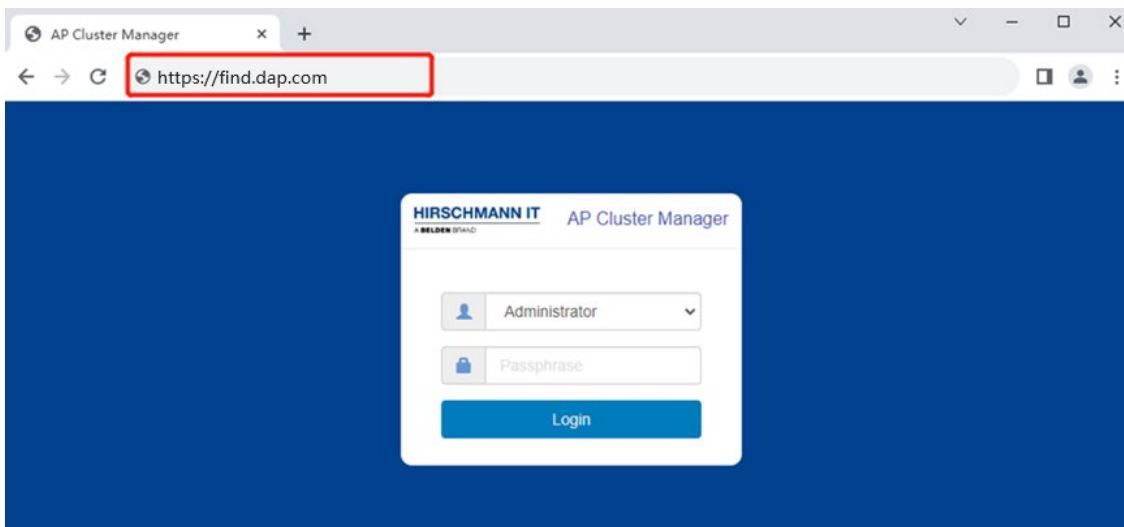 AP Cluster Manager
https://find.dap.com
HIRSCHMANN IT
A BELDEN BRAND
AP Cluster Manager
Administrator
Passphrase
Login